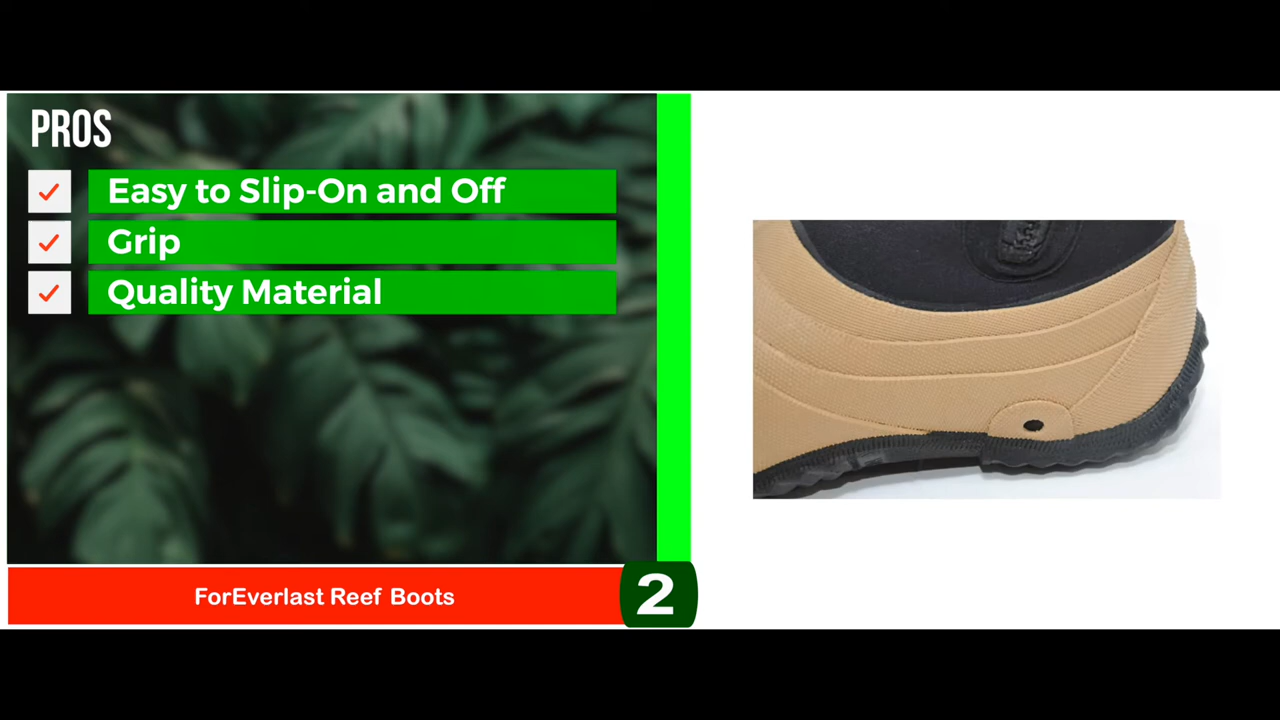 PROS
Easy to Slip-On and Off
Grip
Quality Material
ForEverlast Reef Boots
2